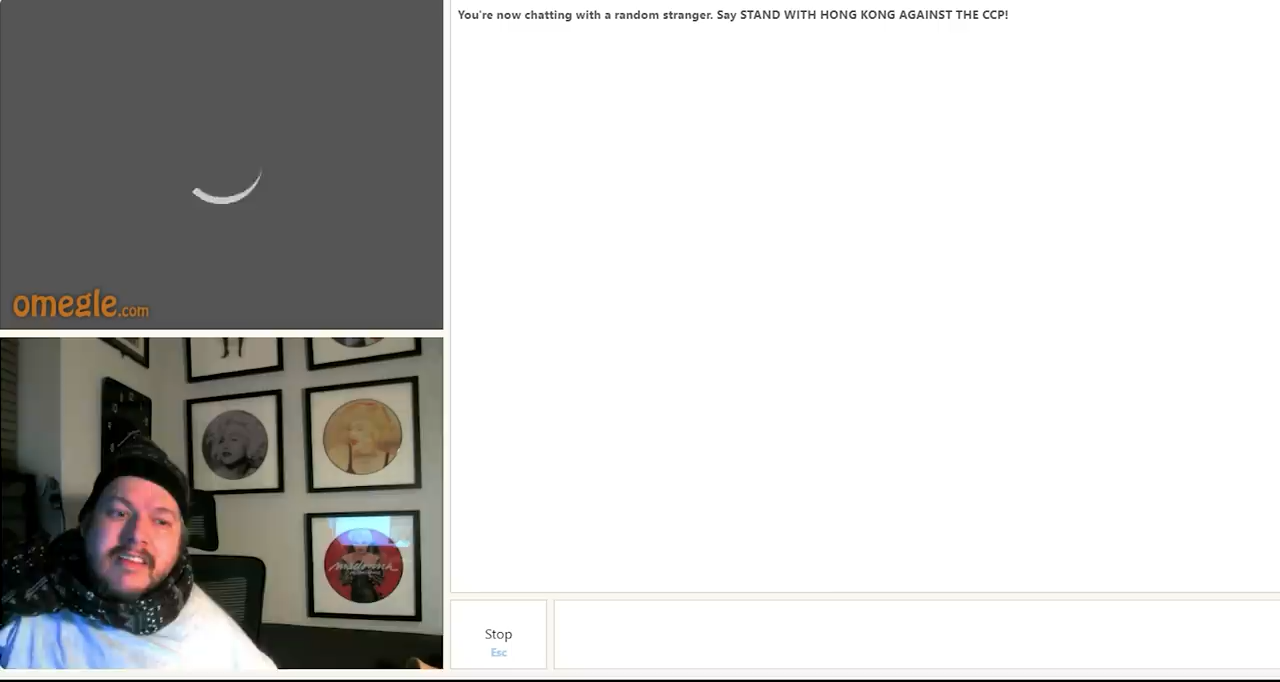 You're now chatting with a random stranger. Say STAND WITH HONG KONG AGAINST THE CCP!
omegle.com
madonna
Stop
Esc